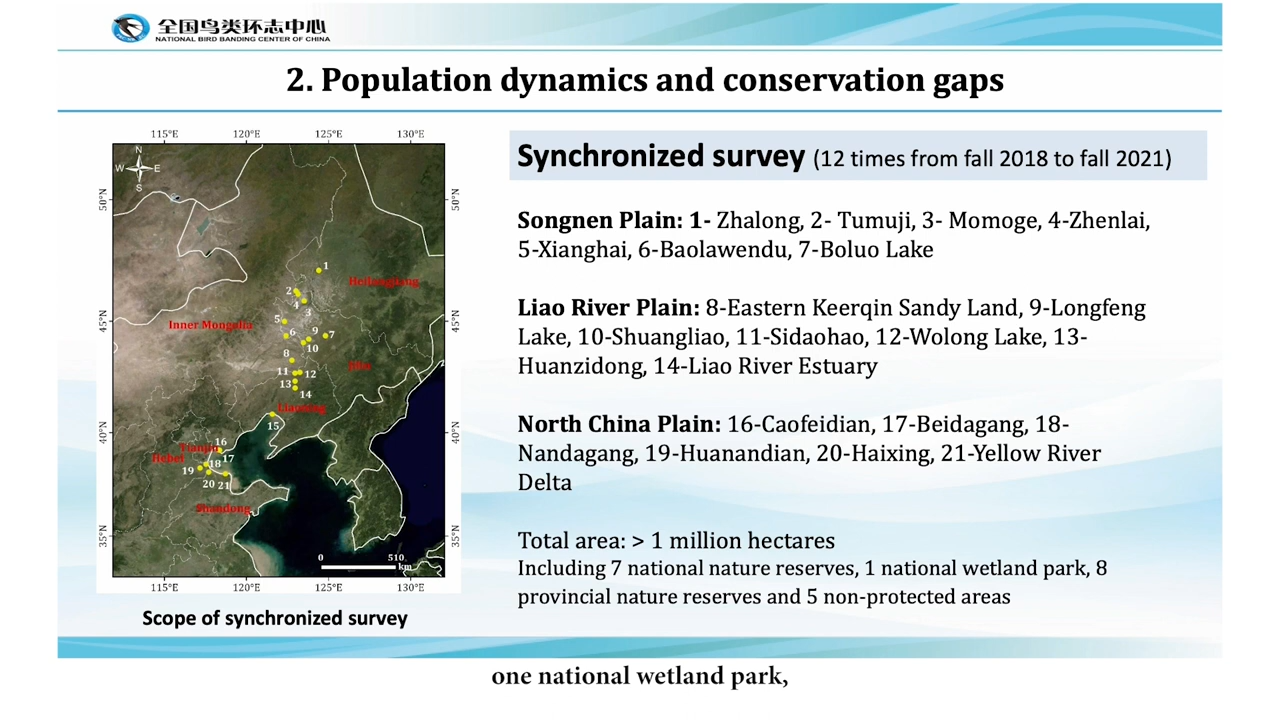 全国鸟类环志中心
NATIONAL BIRD BANDING CENTER OF CHINA
2. Population dynamics and conservation gaps
115°E 120°E 125°E 130°E
N
W E
S
50°N 50°N
1
Heilongjiang
2
4
3
5
45°N 45°N
Inner Mongolia
6 9 7
10
8
Jilin
11 12
13
14
Liaoning
15
40°N 40°N
16
Tianjin
17
Hebei
18
19
20 21
Shandong
35°N 35°N
0 510
km
115°E 120°E 125°E 130°E
Scope of synchronized survey
Synchronized survey (12 times from fall 2018 to fall 2021)
Songnen Plain: 1- Zhalong, 2- Tumuji, 3- Momoge, 4-Zhenlai,
5-Xianghai, 6-Baolawendu, 7-Boluo Lake
Liao River Plain: 8-Eastern Keerqin Sandy Land, 9-Longfeng
Lake, 10-Shuangliao, 11-Sidaohao, 12-Wolong Lake, 13-
Huanzidong, 14-Liao River Estuary
North China Plain: 16-Caofeidian, 17-Beidagang, 18-
Nandagang, 19-Huanandian, 20-Haixing, 21-Yellow River
Delta
Total area: > 1 million hectares
Including 7 national nature reserves, 1 national wetland park, 8
provincial nature reserves and 5 non-protected areas
one national wetland park,